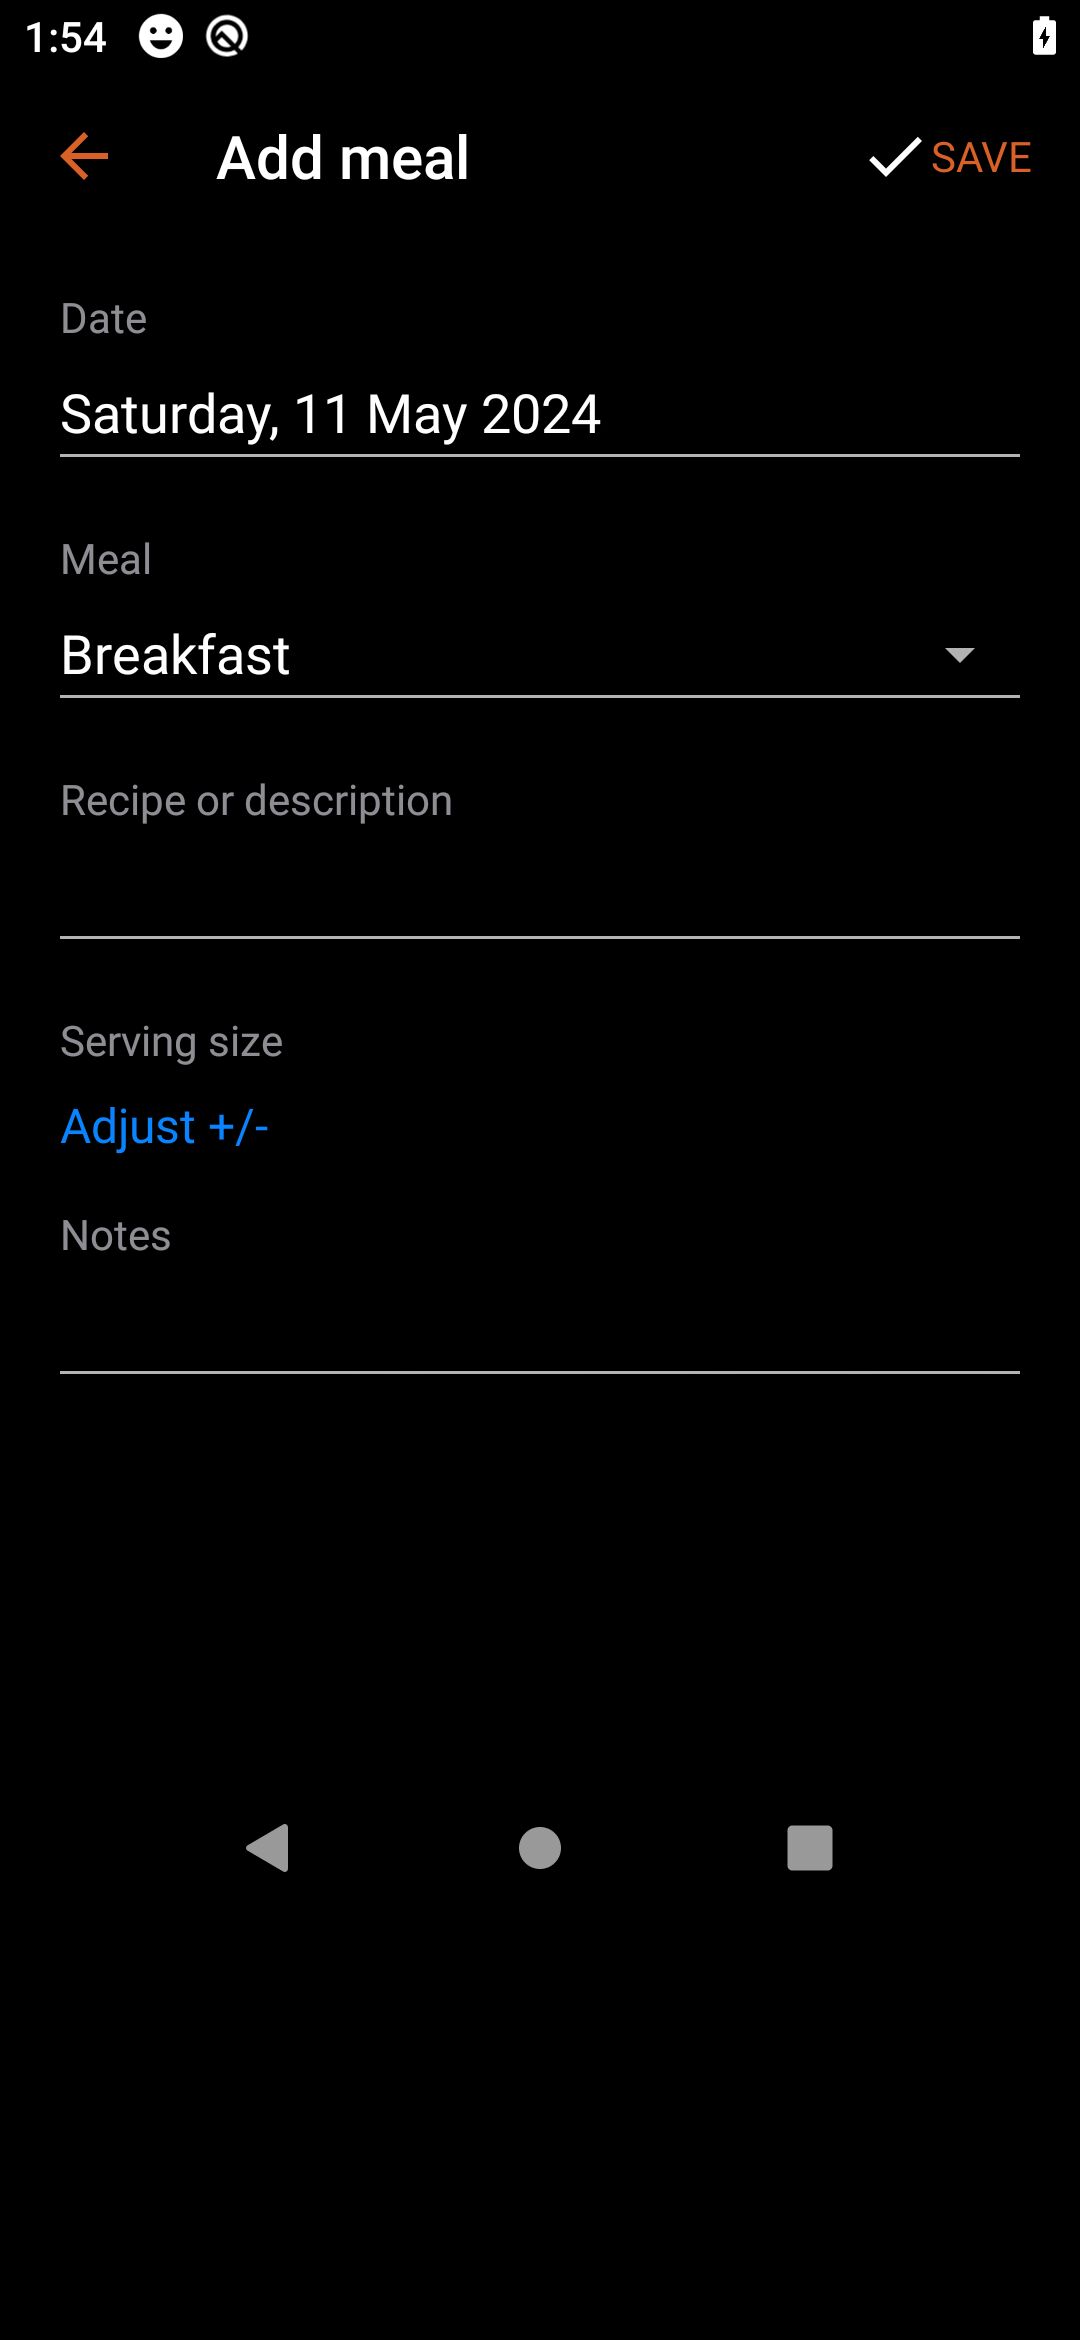 1:54
Add meal
SAVE
Date
Saturday, 11 May 2024
Meal
Breakfast
Recipe or description
Serving size
Adjust +/-
Notes